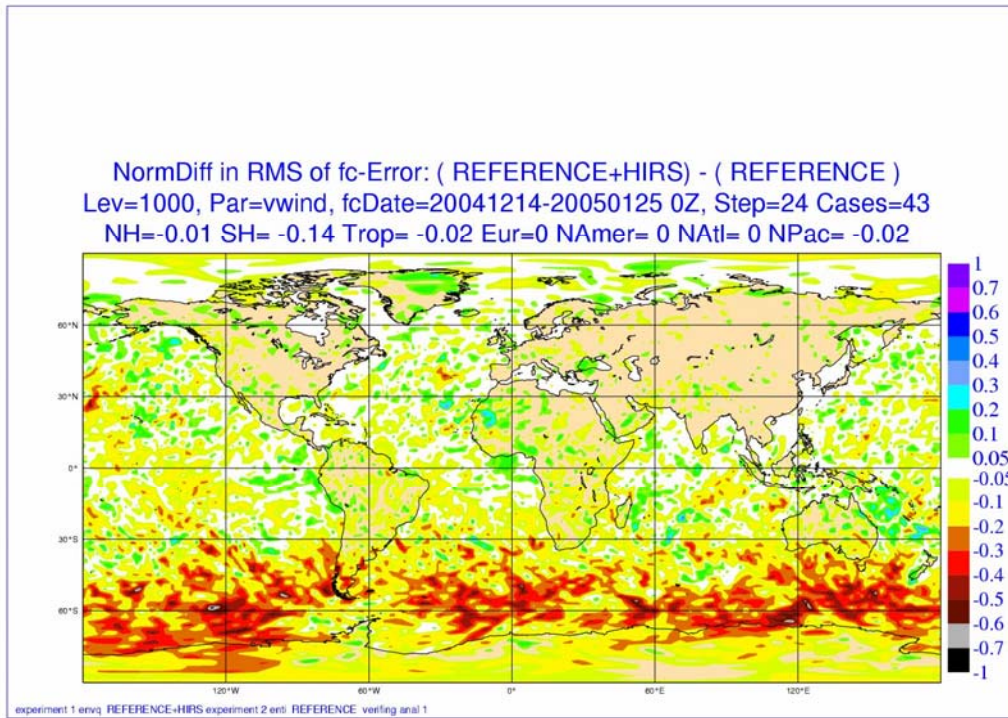 NormDiff in RMS of fc-Error: ( REFERENCE+HIRS) - ( REFERENCE )
Lev=1000, Par=vwind, fcDate=20041214-20050125 0Z, Step=24 Cases=43
NH=-0.01 SH= -0.14 Trop= -0.02 Eur=0 NAmer= 0 NAtl= 0 NPac= -0.02
1
0.7
0.6
0.5
0.4
0.3
0.2
0.1
0.05
-0.05
-0.1
-0.2
-0.3
-0.4
-0.5
-0.6
-0.7
-1
60°N
30°N
0°
30°S
60°S
120°W
60°W
0°
60°E
120°E
experiment 1 envq REFERENCE+HIRS experiment 2 enti REFERENCE verifing anal 1